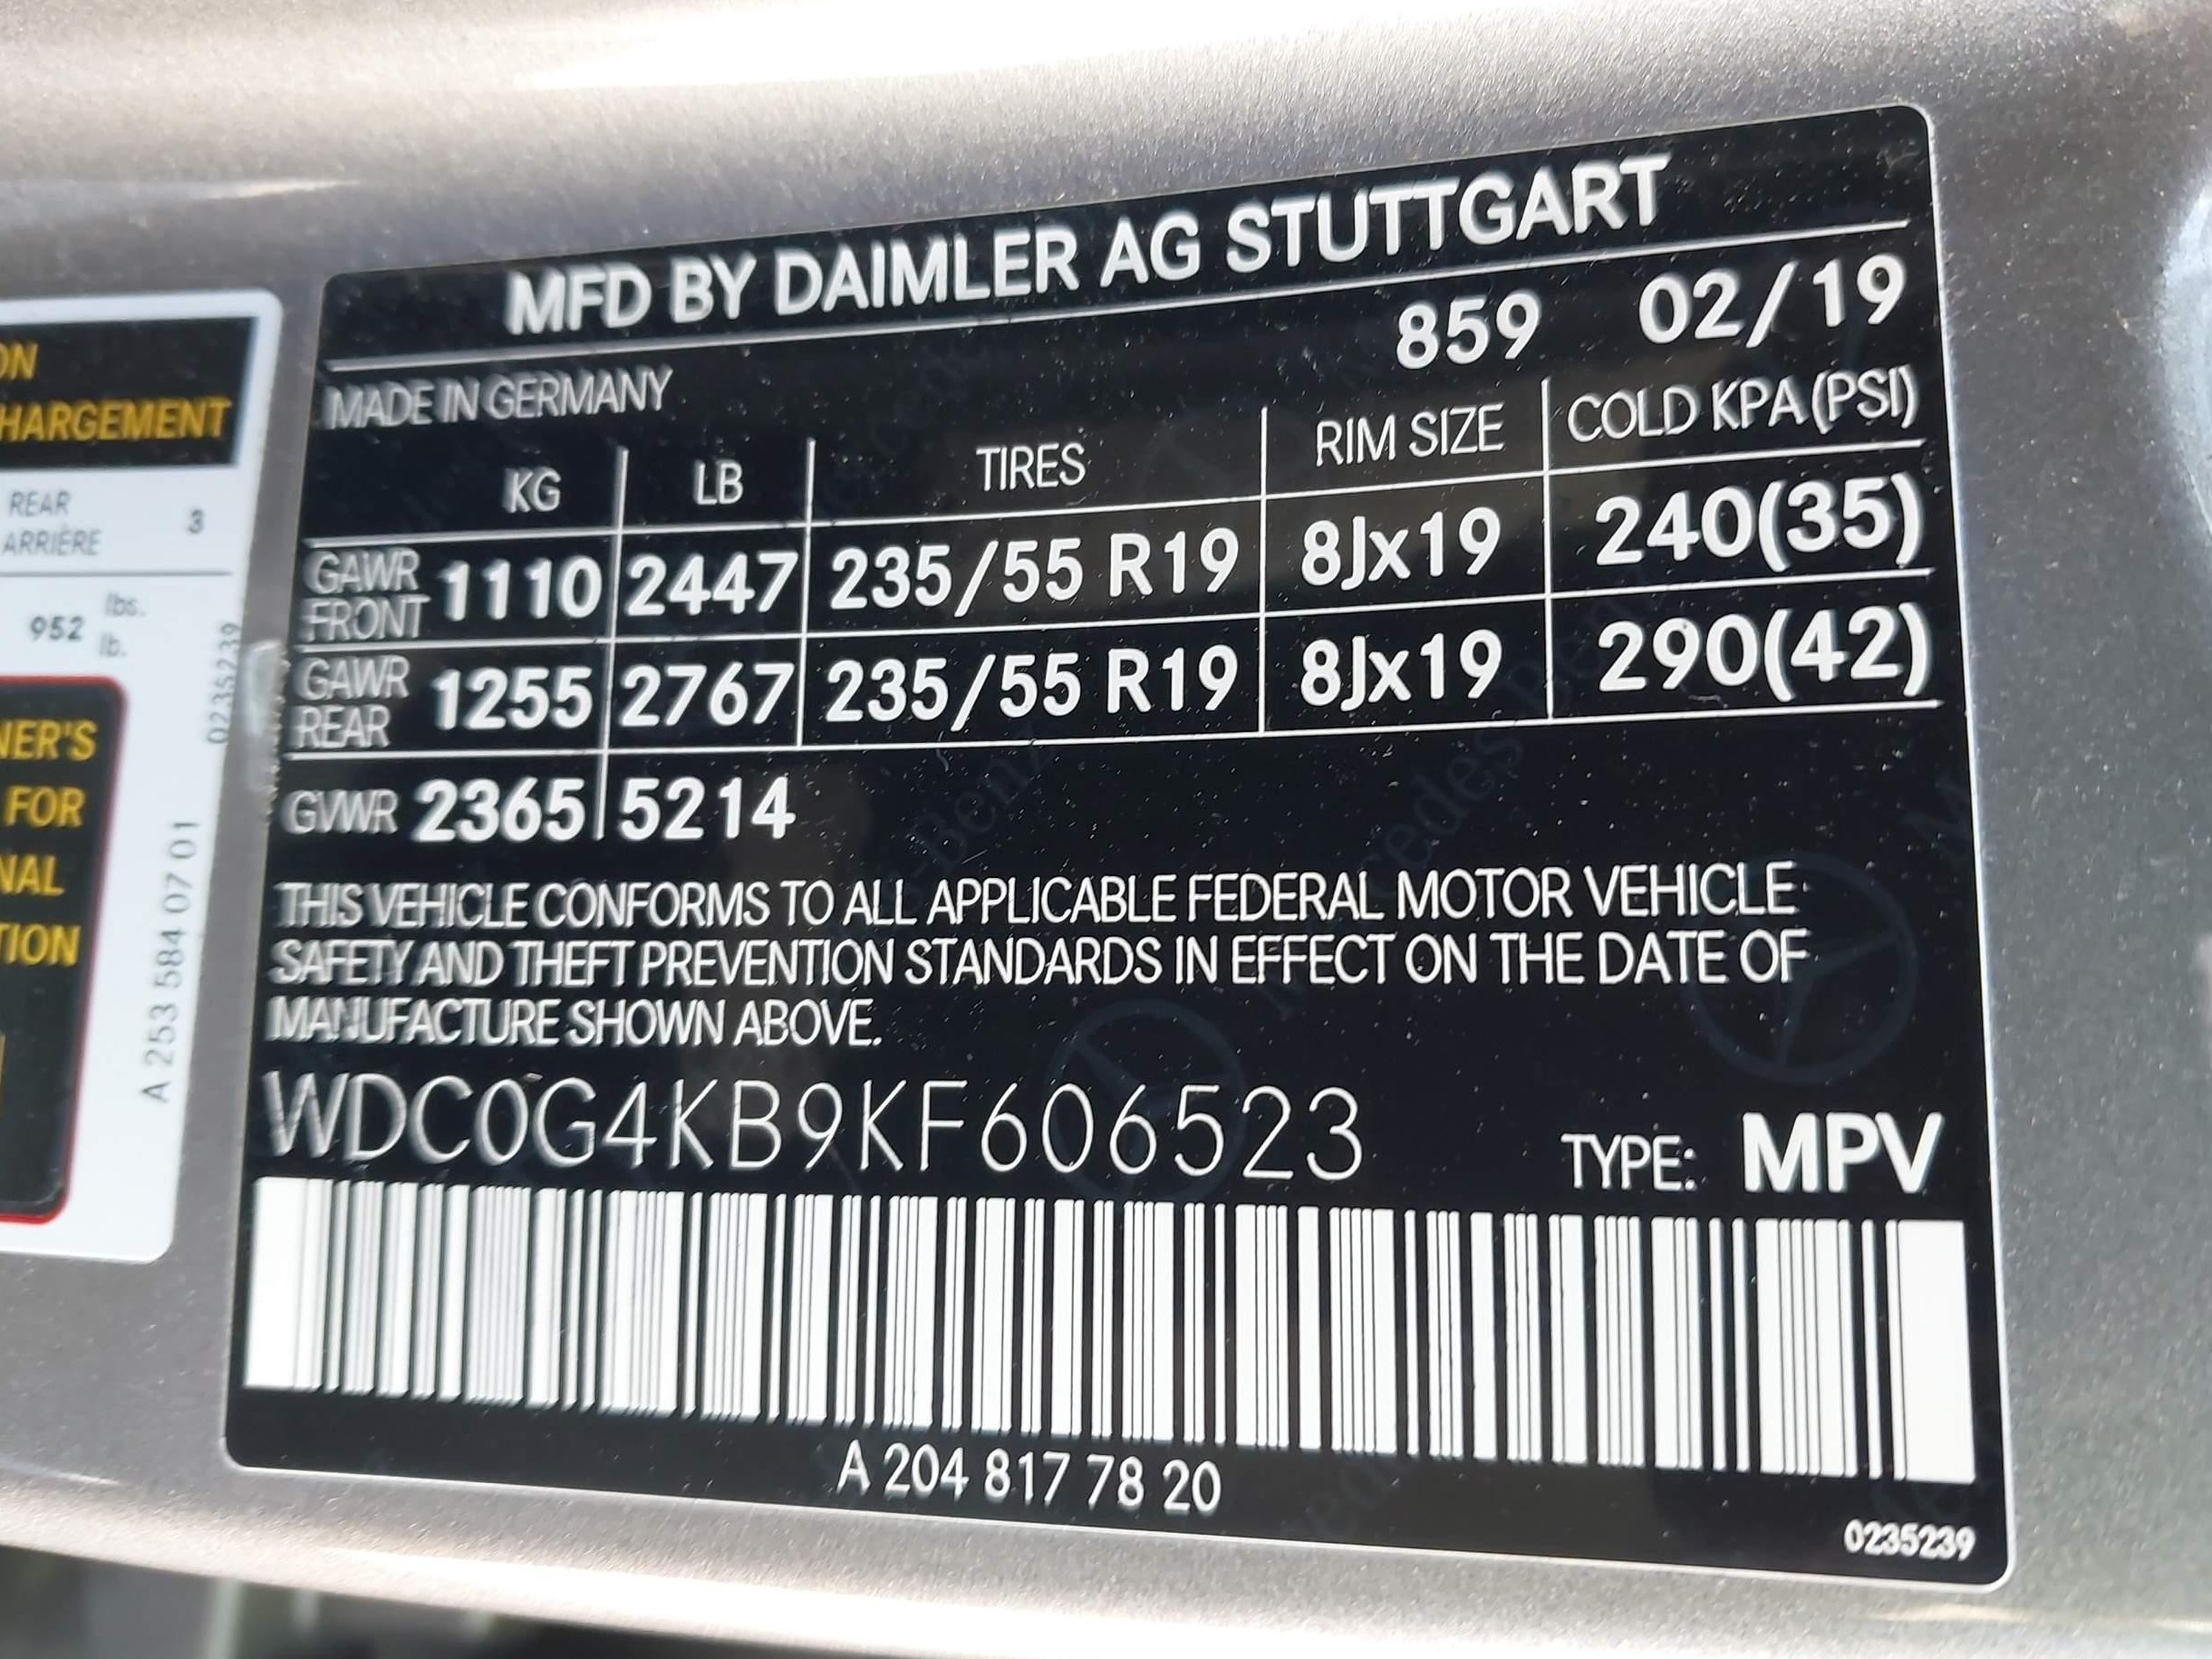 MFD BY DAIMLER AG STUTTGART
859 02/19
MADE IN GERMANY
KG LB TIRES RIM SIZE COLD KPA (PSI)
GAWR FRONT 1110 2447 235/55 R19 8Jx19 240(35)
GAWR REAR 1255 2767 235/55 R19 8Jx19 290(42)
GVWR 2365 5214
THIS VEHICLE CONFORMS TO ALL APPLICABLE FEDERAL MOTOR VEHICLE
SAFETY AND THEFT PREVENTION STANDARDS IN EFFECT ON THE DATE OF
MANUFACTURE SHOWN ABOVE.
WDC0G4KB9KF606523 TYPE: MPV
A 204 817 78 20
0235239
ON
HARGEMENT
REAR
ARRIÈRE 3
952 lbs.
lb.
0235239
NER'S
FOR
NAL
TION
A 253 584 07 01
Mercedes-Benz